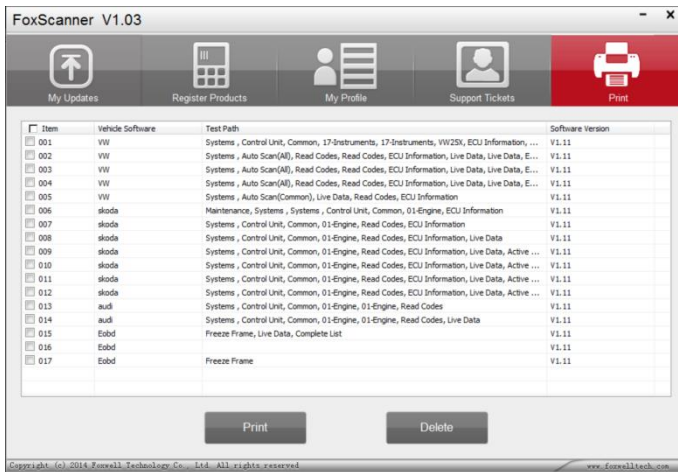 FoxScanner V1.03
My Updates Register Products My Profile Support Tickets Print
Item Vehicle Software Test Path Software Version
001 VW Systems , Control Unit, Common, 17-Instruments, 17-Instruments, VW25X, ECU Information, ... V1.11
002 VW Systems , Auto Scan(All), Read Codes, Read Codes, ECU Information, Live Data, Live Data, E... V1.11
003 VW Systems , Auto Scan(All), Read Codes, Read Codes, ECU Information, Live Data, Live Data, E... V1.11
004 VW Systems , Auto Scan(All), Read Codes, Read Codes, ECU Information, Live Data, Live Data, E... V1.11
005 VW Systems , Auto Scan(Common), Live Data, Read Codes, ECU Information V1.11
006 skoda Maintenance, Systems , Systems , Control Unit, Common, 01-Engine, ECU Information V1.11
007 skoda Systems , Control Unit, Common, 01-Engine, Read Codes, ECU Information V1.11
008 skoda Systems , Control Unit, Common, 01-Engine, Read Codes, ECU Information, Live Data V1.11
009 skoda Systems , Control Unit, Common, 01-Engine, Read Codes, ECU Information, Live Data, Active ... V1.11
010 skoda Systems , Control Unit, Common, 01-Engine, Read Codes, ECU Information, Live Data, Active ... V1.11
011 skoda Systems , Control Unit, Common, 01-Engine, Read Codes, ECU Information, Live Data, Active ... V1.11
012 skoda Systems , Control Unit, Common, 01-Engine, Read Codes, ECU Information, Live Data, Active ... V1.11
013 audi Systems , Control Unit, Common, 01-Engine, 01-Engine, Read Codes V1.11
014 audi Systems , Control Unit, Common, 01-Engine, 01-Engine, Read Codes, Live Data V1.11
015 Eobd Freeze Frame, Live Data, Complete List V1.11
016 Eobd V1.11
017 Eobd Freeze Frame V1.11
Print Delete
Copyright (c) 2014 Foxwell Technology Co., Ltd. All rights reserved www.foxwelltech.com